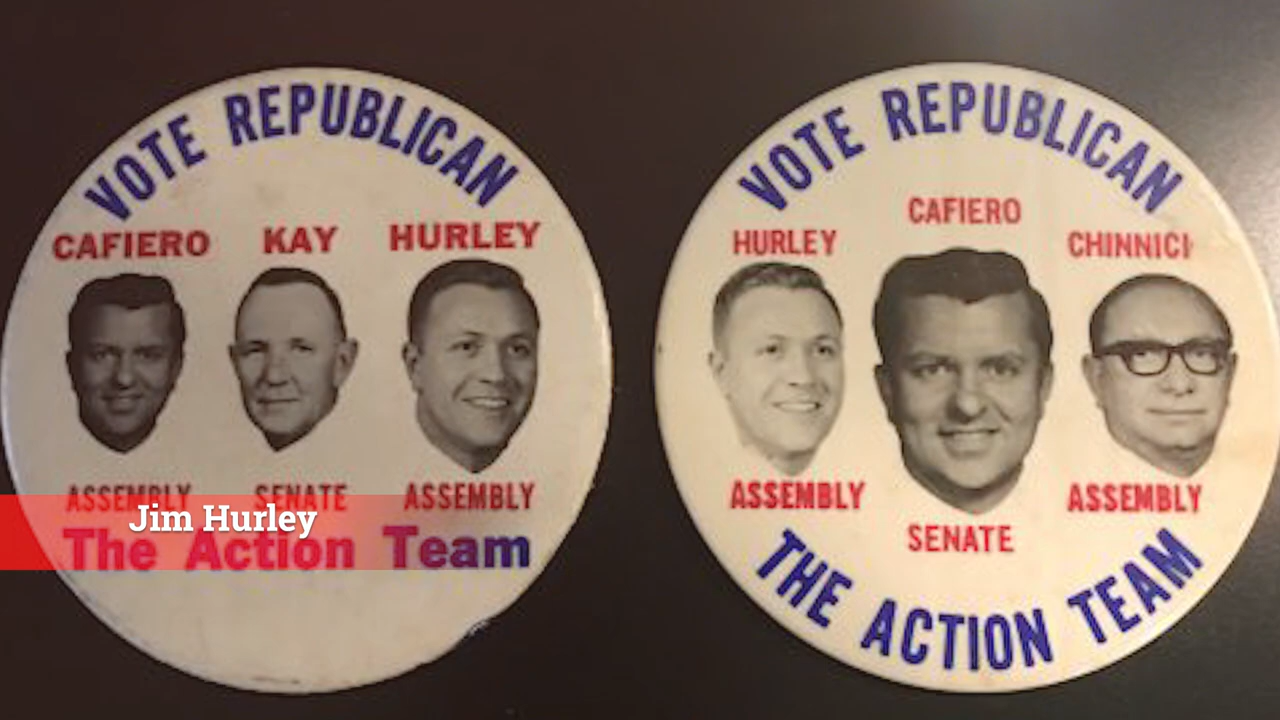 VOTE REPUBLICAN
CAFIERO KAY HURLEY
ASSEMBLY SENATE ASSEMBLY
Jim Hurley
The Action Team
VOTE REPUBLICAN
CAFIERO
HURLEY CHINNICI
ASSEMBLY ASSEMBLY
SENATE
THE ACTION TEAM